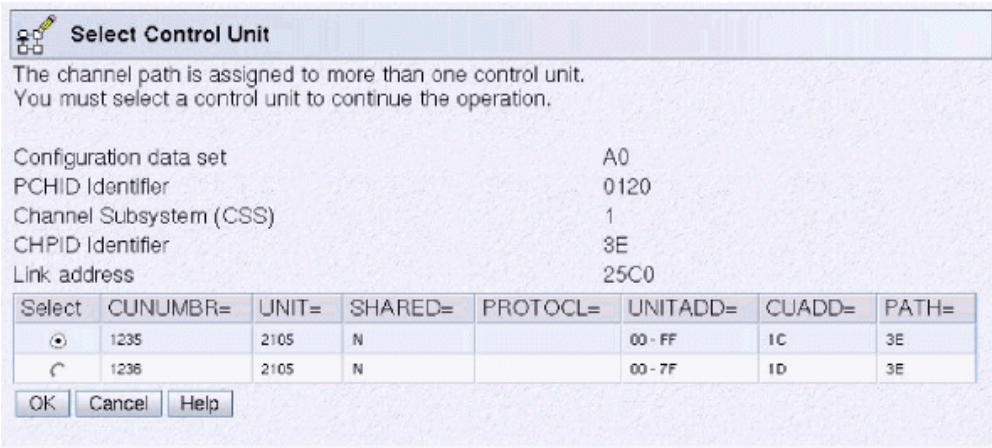 Select Control Unit
The channel path is assigned to more than one control unit.
You must select a control unit to continue the operation.
Configuration data set A0
PCHID Identifier 0120
Channel Subsystem (CSS) 1
CHPID Identifier 3E
Link address 25C0
Select CUNUMBR= UNIT= SHARED= PROTOCL= UNITADD= CUADD= PATH=
1235 2105 N 00 - FF 1C 3E
1236 2105 N 00 - 7F 1D 3E
OK Cancel Help